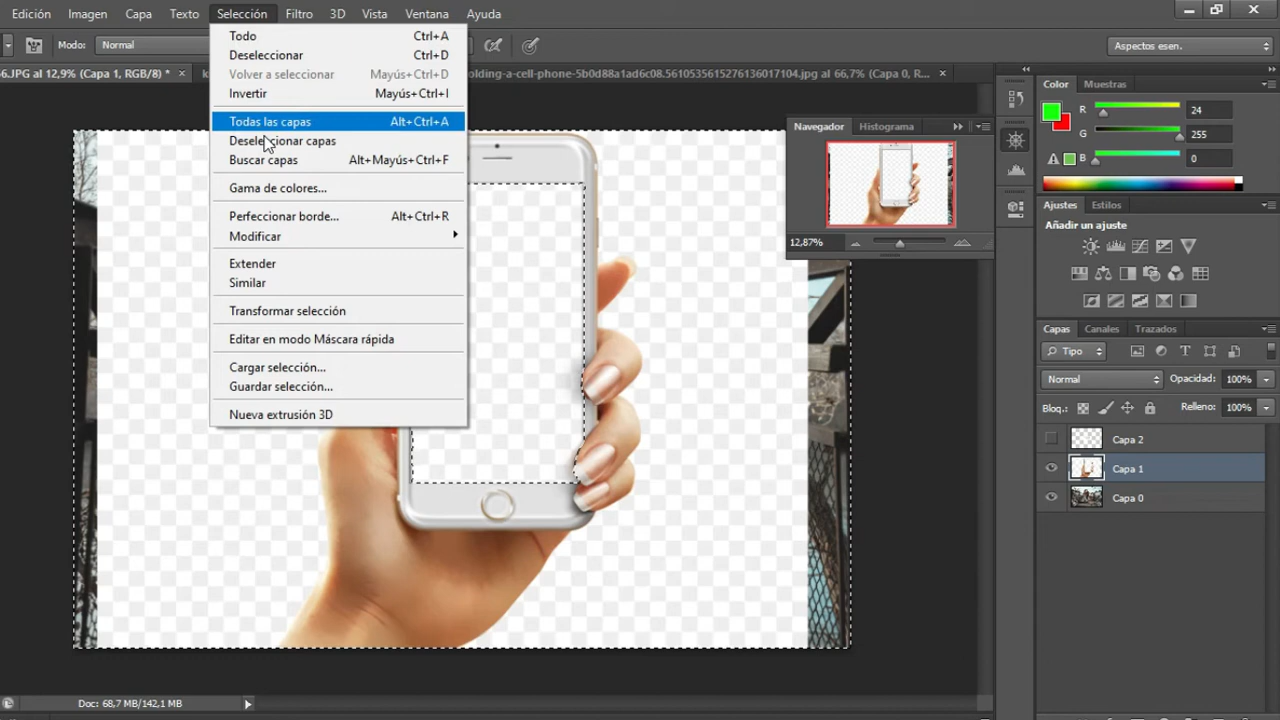 Edición Imagen Capa Texto Selección Filtro 3D Vista Ventana Ayuda
Modo: Normal
Aspectos esen.
6.JPG al 12,9% (Capa 1, RGB/8) * ×
olding-a-cell-phone-5b0d88a1ad6c08.5610535615276136017104.jpg al 66,7% (Capa 0, R... ×
Todo Ctrl+A
Deseleccionar Ctrl+D
Volver a seleccionar Mayús+Ctrl+D
Invertir Mayús+Ctrl+I
Todas las capas Alt+Ctrl+A
Deseleccionar capas
Buscar capas Alt+Mayús+Ctrl+F
Gama de colores...
Perfeccionar borde... Alt+Ctrl+R
Modificar
Extender
Similar
Transformar selección
Editar en modo Máscara rápida
Cargar selección...
Guardar selección...
Nueva extrusión 3D
Navegador Histograma
12,87%
Color Muestras
R 24
G 255
B 0
Ajustes Estilos
Añadir un ajuste
Capas Canales Trazados
Tipo
Normal Opacidad: 100%
Bloq.: Relleno: 100%
Capa 2
Capa 1
Capa 0
Doc: 68,7 MB/142,1 MB